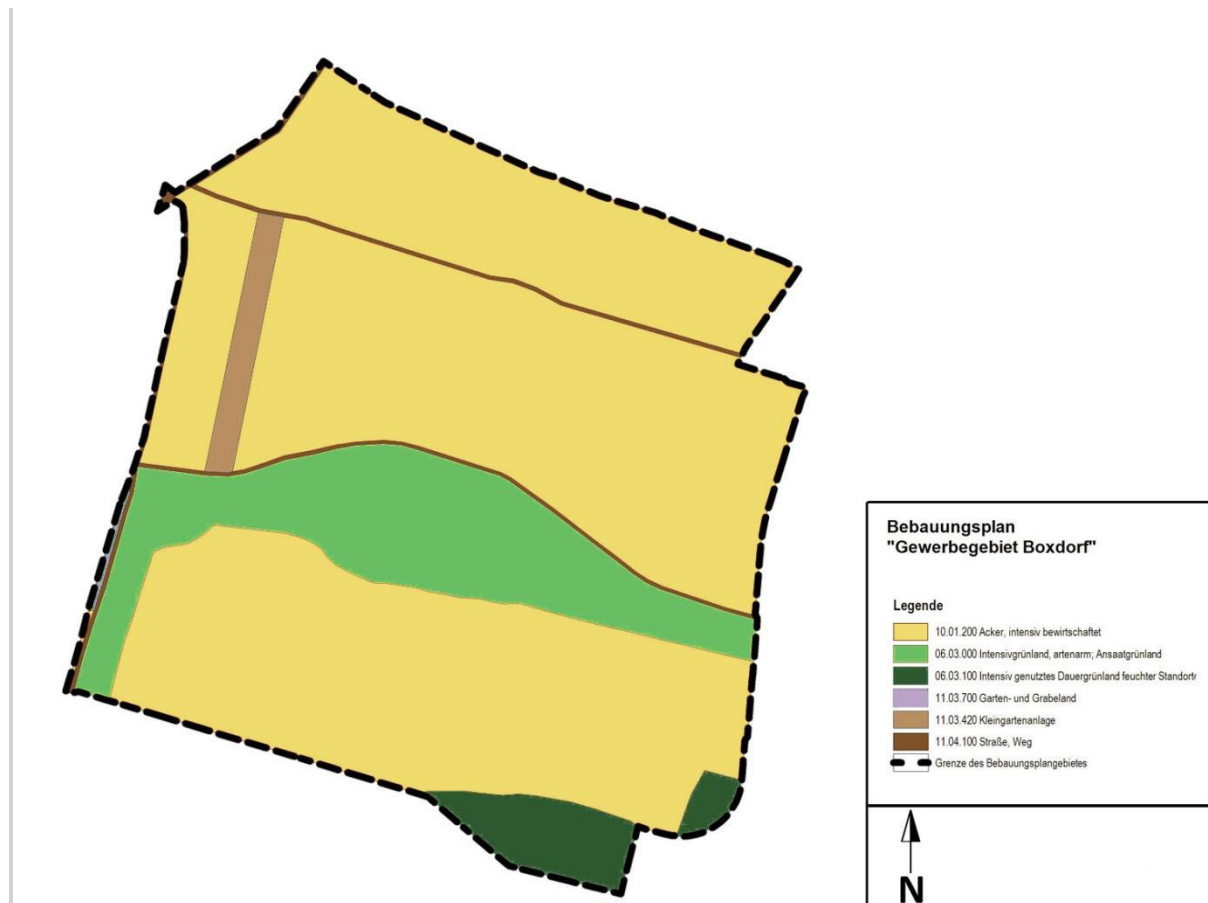 Bebauungsplan
"Gewerbegebiet Boxdorf"
Legende
10.01.200 Acker, intensiv bewirtschaftet
06.03.000 Intensivgrünland, artenarm; Ansaatgrünland
06.03.100 Intensiv genutztes Dauergrünland feuchter Standort
11.03.700 Garten- und Grabeland
11.03.420 Kleingartenanlage
11.04.100 Straße, Weg
Grenze des Bebauungsplangebietes
N